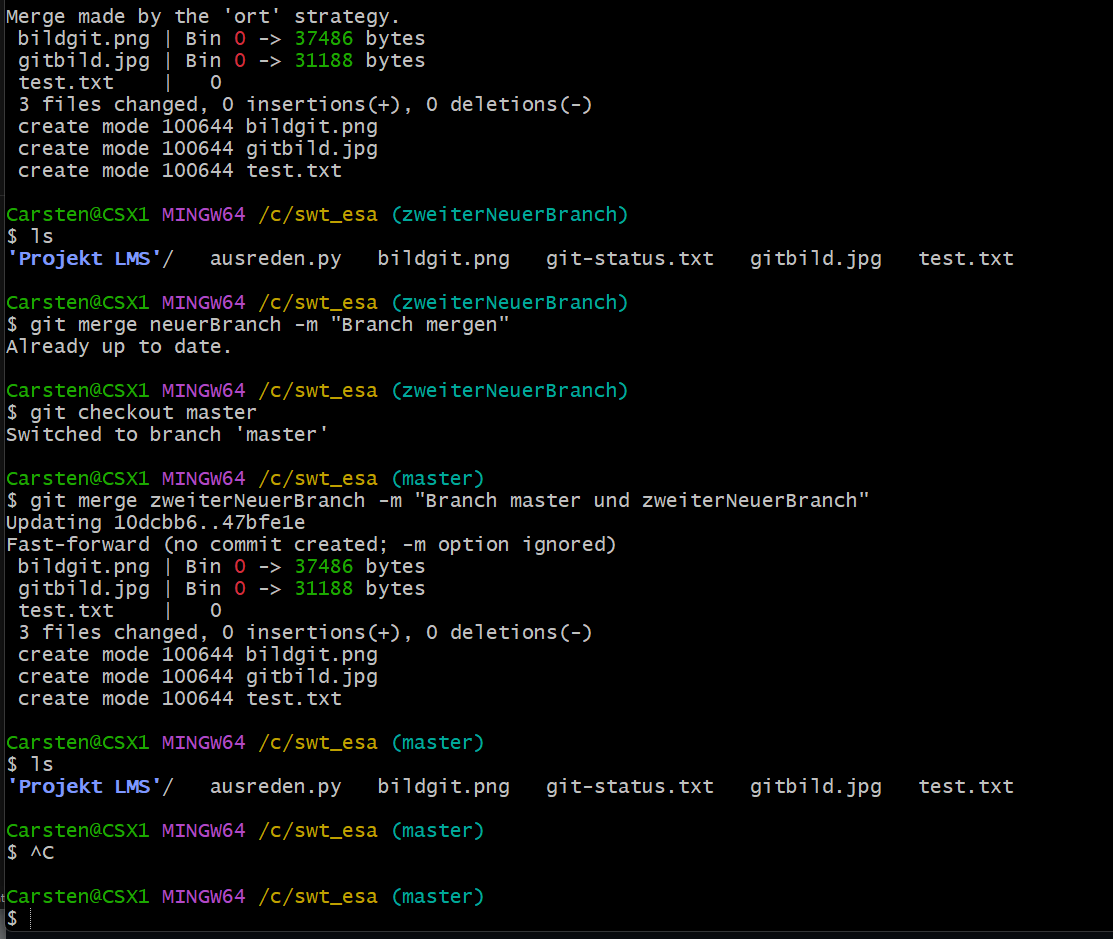 Merge made by the 'ort' strategy.
 bildgit.png | Bin 0 -> 37486 bytes
 gitbild.jpg | Bin 0 -> 31188 bytes
 test.txt    |   0
 3 files changed, 0 insertions(+), 0 deletions(-)
 create mode 100644 bildgit.png
 create mode 100644 gitbild.jpg
 create mode 100644 test.txt

Carsten@CSX1 MINGW64 /c/swt_esa (zweiterNeuerBranch)
$ ls
'Projekt LMS'/   ausreden.py   bildgit.png   git-status.txt   gitbild.jpg   test.txt

Carsten@CSX1 MINGW64 /c/swt_esa (zweiterNeuerBranch)
$ git merge neuerBranch -m "Branch mergen"
Already up to date.

Carsten@CSX1 MINGW64 /c/swt_esa (zweiterNeuerBranch)
$ git checkout master
Switched to branch 'master'

Carsten@CSX1 MINGW64 /c/swt_esa (master)
$ git merge zweiterNeuerBranch -m "Branch master und zweiterNeuerBranch"
Updating 10dcbb6..47bfe1e
Fast-forward (no commit created; -m option ignored)
 bildgit.png | Bin 0 -> 37486 bytes
 gitbild.jpg | Bin 0 -> 31188 bytes
 test.txt    |   0
 3 files changed, 0 insertions(+), 0 deletions(-)
 create mode 100644 bildgit.png
 create mode 100644 gitbild.jpg
 create mode 100644 test.txt

Carsten@CSX1 MINGW64 /c/swt_esa (master)
$ ls
'Projekt LMS'/   ausreden.py   bildgit.png   git-status.txt   gitbild.jpg   test.txt

Carsten@CSX1 MINGW64 /c/swt_esa (master)
$ ^C

Carsten@CSX1 MINGW64 /c/swt_esa (master)
$